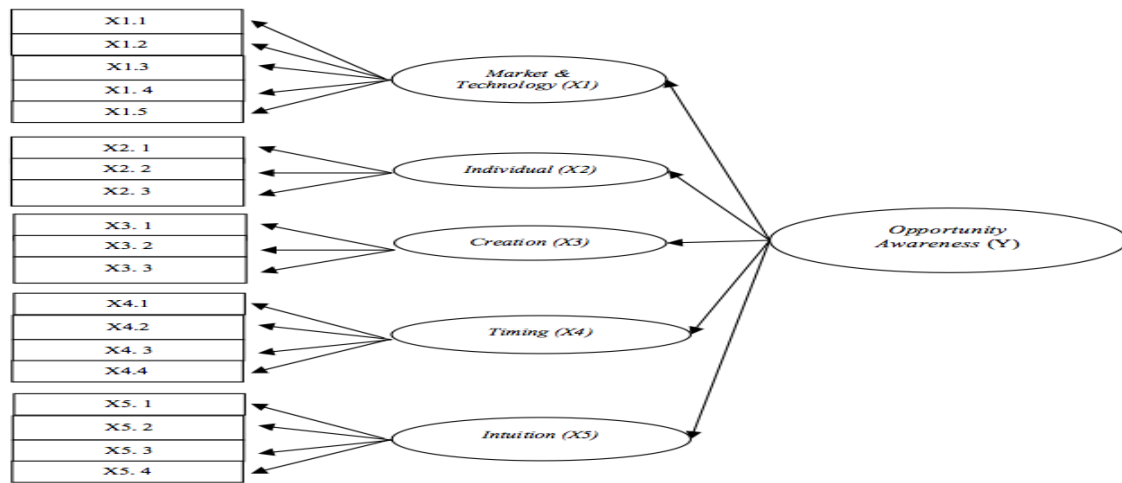 X1.1
X1.2
X1.3
X1. 4
X1.5
Market &
Technology (X1)
X2. 1
X2. 2
X2. 3
Individual (X2)
X3. 1
X3. 2
X3. 3
Creation (X3)
Opportunity
Awareness (Y)
X4.1
X4.2
X4. 3
X4.4
Timing (X4)
X5. 1
X5. 2
X5. 3
X5. 4
Intuition (X5)